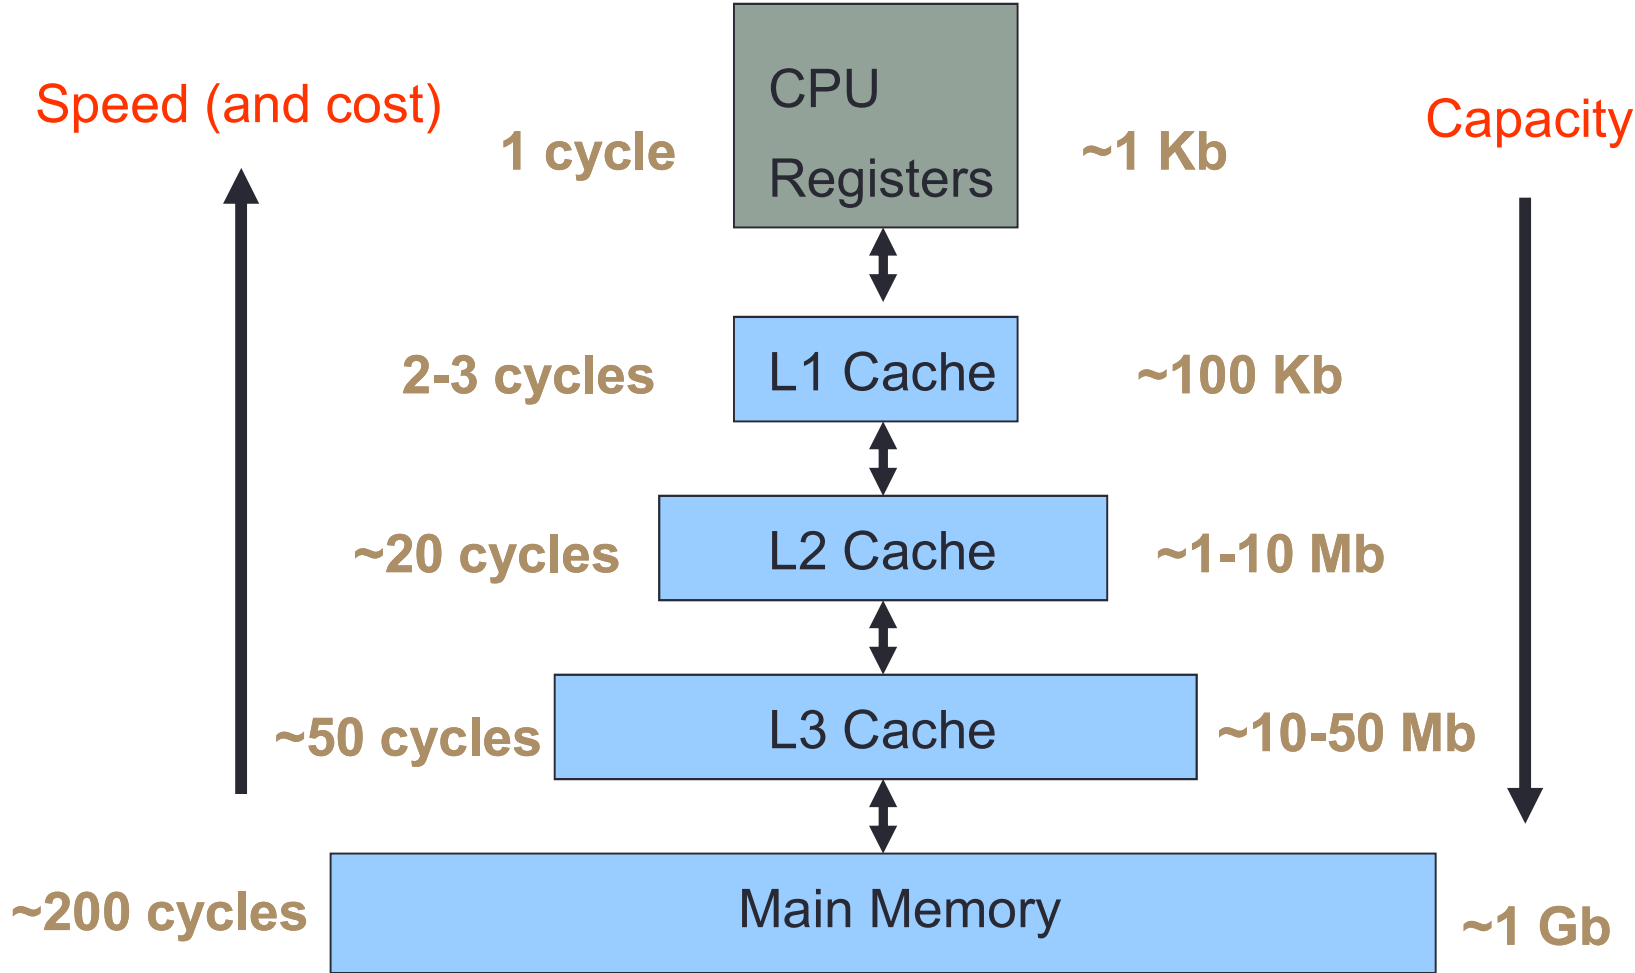 Speed (and cost)
Capacity
CPU
Registers
1 cycle
~1 Kb
2-3 cycles
L1 Cache
~100 Kb
~20 cycles
L2 Cache
~1-10 Mb
~50 cycles
L3 Cache
~10-50 Mb
~200 cycles
Main Memory
~1 Gb